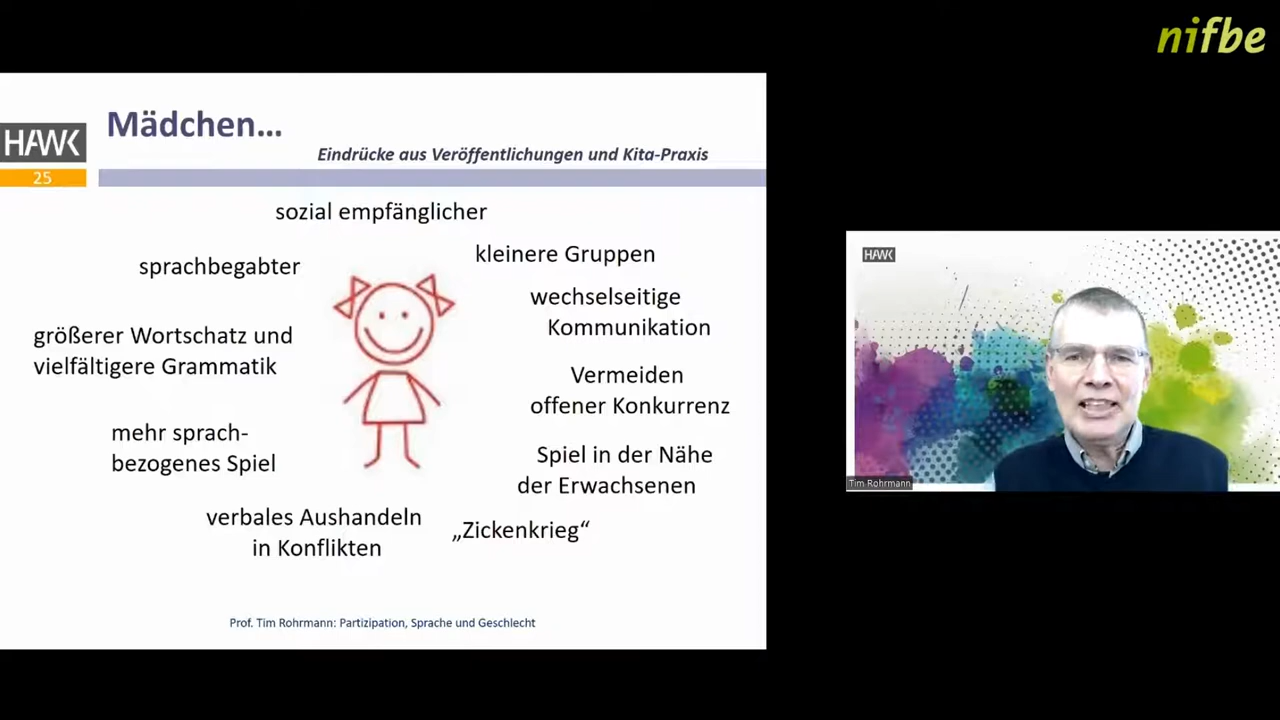 nifbe
HAWK
25
Mädchen...
Eindrücke aus Veröffentlichungen und Kita-Praxis
sozial empfänglicher
sprachbegabter
kleinere Gruppen
wechselseitige
Kommunikation
größerer Wortschatz und
vielfältigere Grammatik
Vermeiden
offener Konkurrenz
mehr sprach-
bezogenes Spiel
Spiel in der Nähe
der Erwachsenen
verbales Aushandeln
in Konflikten
„Zickenkrieg“
Prof. Tim Rohrmann: Partizipation, Sprache und Geschlecht
HAWK
Tim Rohrmann